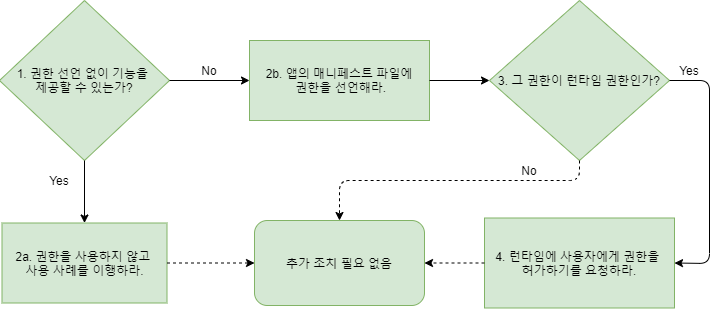 1. 권한 선언 없이 기능을
제공할 수 있는가?
No
2b. 앱의 매니페스트 파일에
권한을 선언해라.
3. 그 권한이 런타임 권한인가?
Yes
No
Yes
2a. 권한을 사용하지 않고
사용 사례를 이행하라.
추가 조치 필요 없음
4. 런타임에 사용자에게 권한을
허가하기를 요청하라.